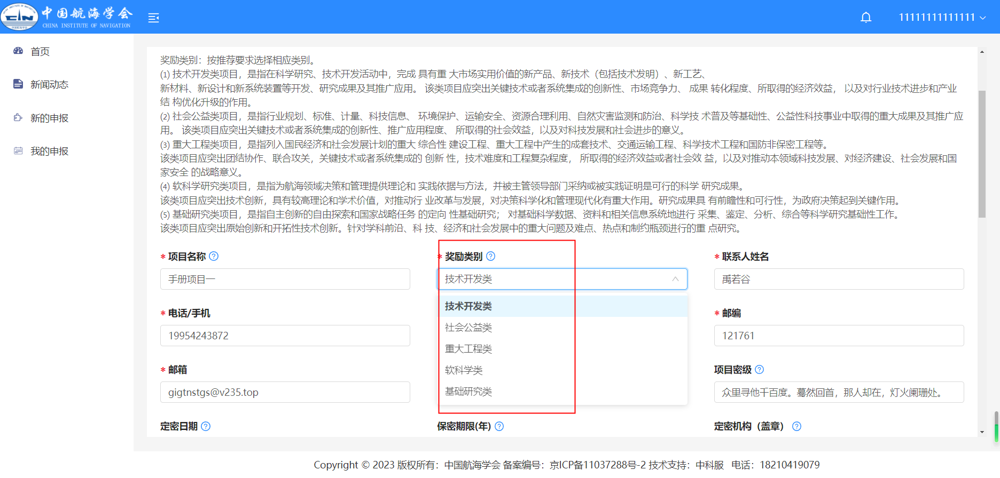 中国航海学会
CHINA INSTITUTE OF NAVIGATION
11111111111111
首页
新闻动态
新的申报
我的申报
奖励类别：按推荐要求选择相应类别。
(1) 技术开发类项目，是指在科学研究、技术开发活动中，完成 具有重 大市场实用价值的新产品、新技术（包括技术发明）、新工艺、
新材料、新设计和新系统装置等开发、研究成果及其推广应用。 该类项目应突出关键技术或者系统集成的创新性、市场竞争力、 成果 转化程度、所取得的经济效益， 以及对行业技术进步和产业
结 构优化升级的作用。
(2) 社会公益类项目，是指行业规划、标准、计量、科技信息、 环境保护、运输安全、资源合理利用、自然灾害监测和防治、科学技 术普及等基础性、公益性科技事业中取得的重大成果及其推广应
用。 该类项目应突出关键技术或者系统集成的创新性、推广应用程度、 所取得的社会效益，以及对科技发展和社会进步的意义。
(3) 重大工程类项目，是指列入国民经济和社会发展计划的重大 综合性 建设工程、重大工程中产生的成套技术、交通运输工程、科学技术工程和国防非保密工程等。
该类项目应突出团结协作、联合攻关，关键技术或者系统集成的 创新 性，技术难度和工程复杂程度， 所取得的经济效益或者社会效 益，以及对推动本领域科技发展、对经济建设、社会发展和国
家安全 的战略意义。
(4) 软科学研究类项目，是指为航海领域决策和管理提供理论和 实践依据与方法，并被主管领导部门采纳或被实践证明是可行的科学 研究成果。
该类项目应突出技术创新，具有较高理论和学术价值，对推动行 业改革与发展，对决策科学化和管理现代化有重大作用。研究成果具 有前瞻性和可行性，为政府决策起到关键作用。
(5) 基础研究类项目，是指自主创新的自由探索和国家战略任务 的定向 性基础研究； 对基础科学数据、资料和相关信息系统地进行 采集、鉴定、分析、综合等科学研究基础性工作。
该类项目应突出原始创新和开拓性技术创新。针对学科前沿、科 技、经济和社会发展中的重大问题及难点、热点和制约瓶颈进行的重 点研究。
* 项目名称
* 奖励类别
* 联系人姓名
手册项目一
技术开发类
禹若谷
* 电话/手机
技术开发类
* 邮编
19954243872
社会公益类
121761
重大工程类
* 邮箱
软科学类
项目密级
gigtnstgs@v235.top
基础研究类
众里寻他千百度。蓦然回首，那人却在，灯火阑珊处。
定密日期
保密期限(年)
定密机构（盖章）
Copyright © 2023 版权所有：中国航海学会 备案编号：京ICP备11037288号-2 技术支持：中科服 电话：18210419079